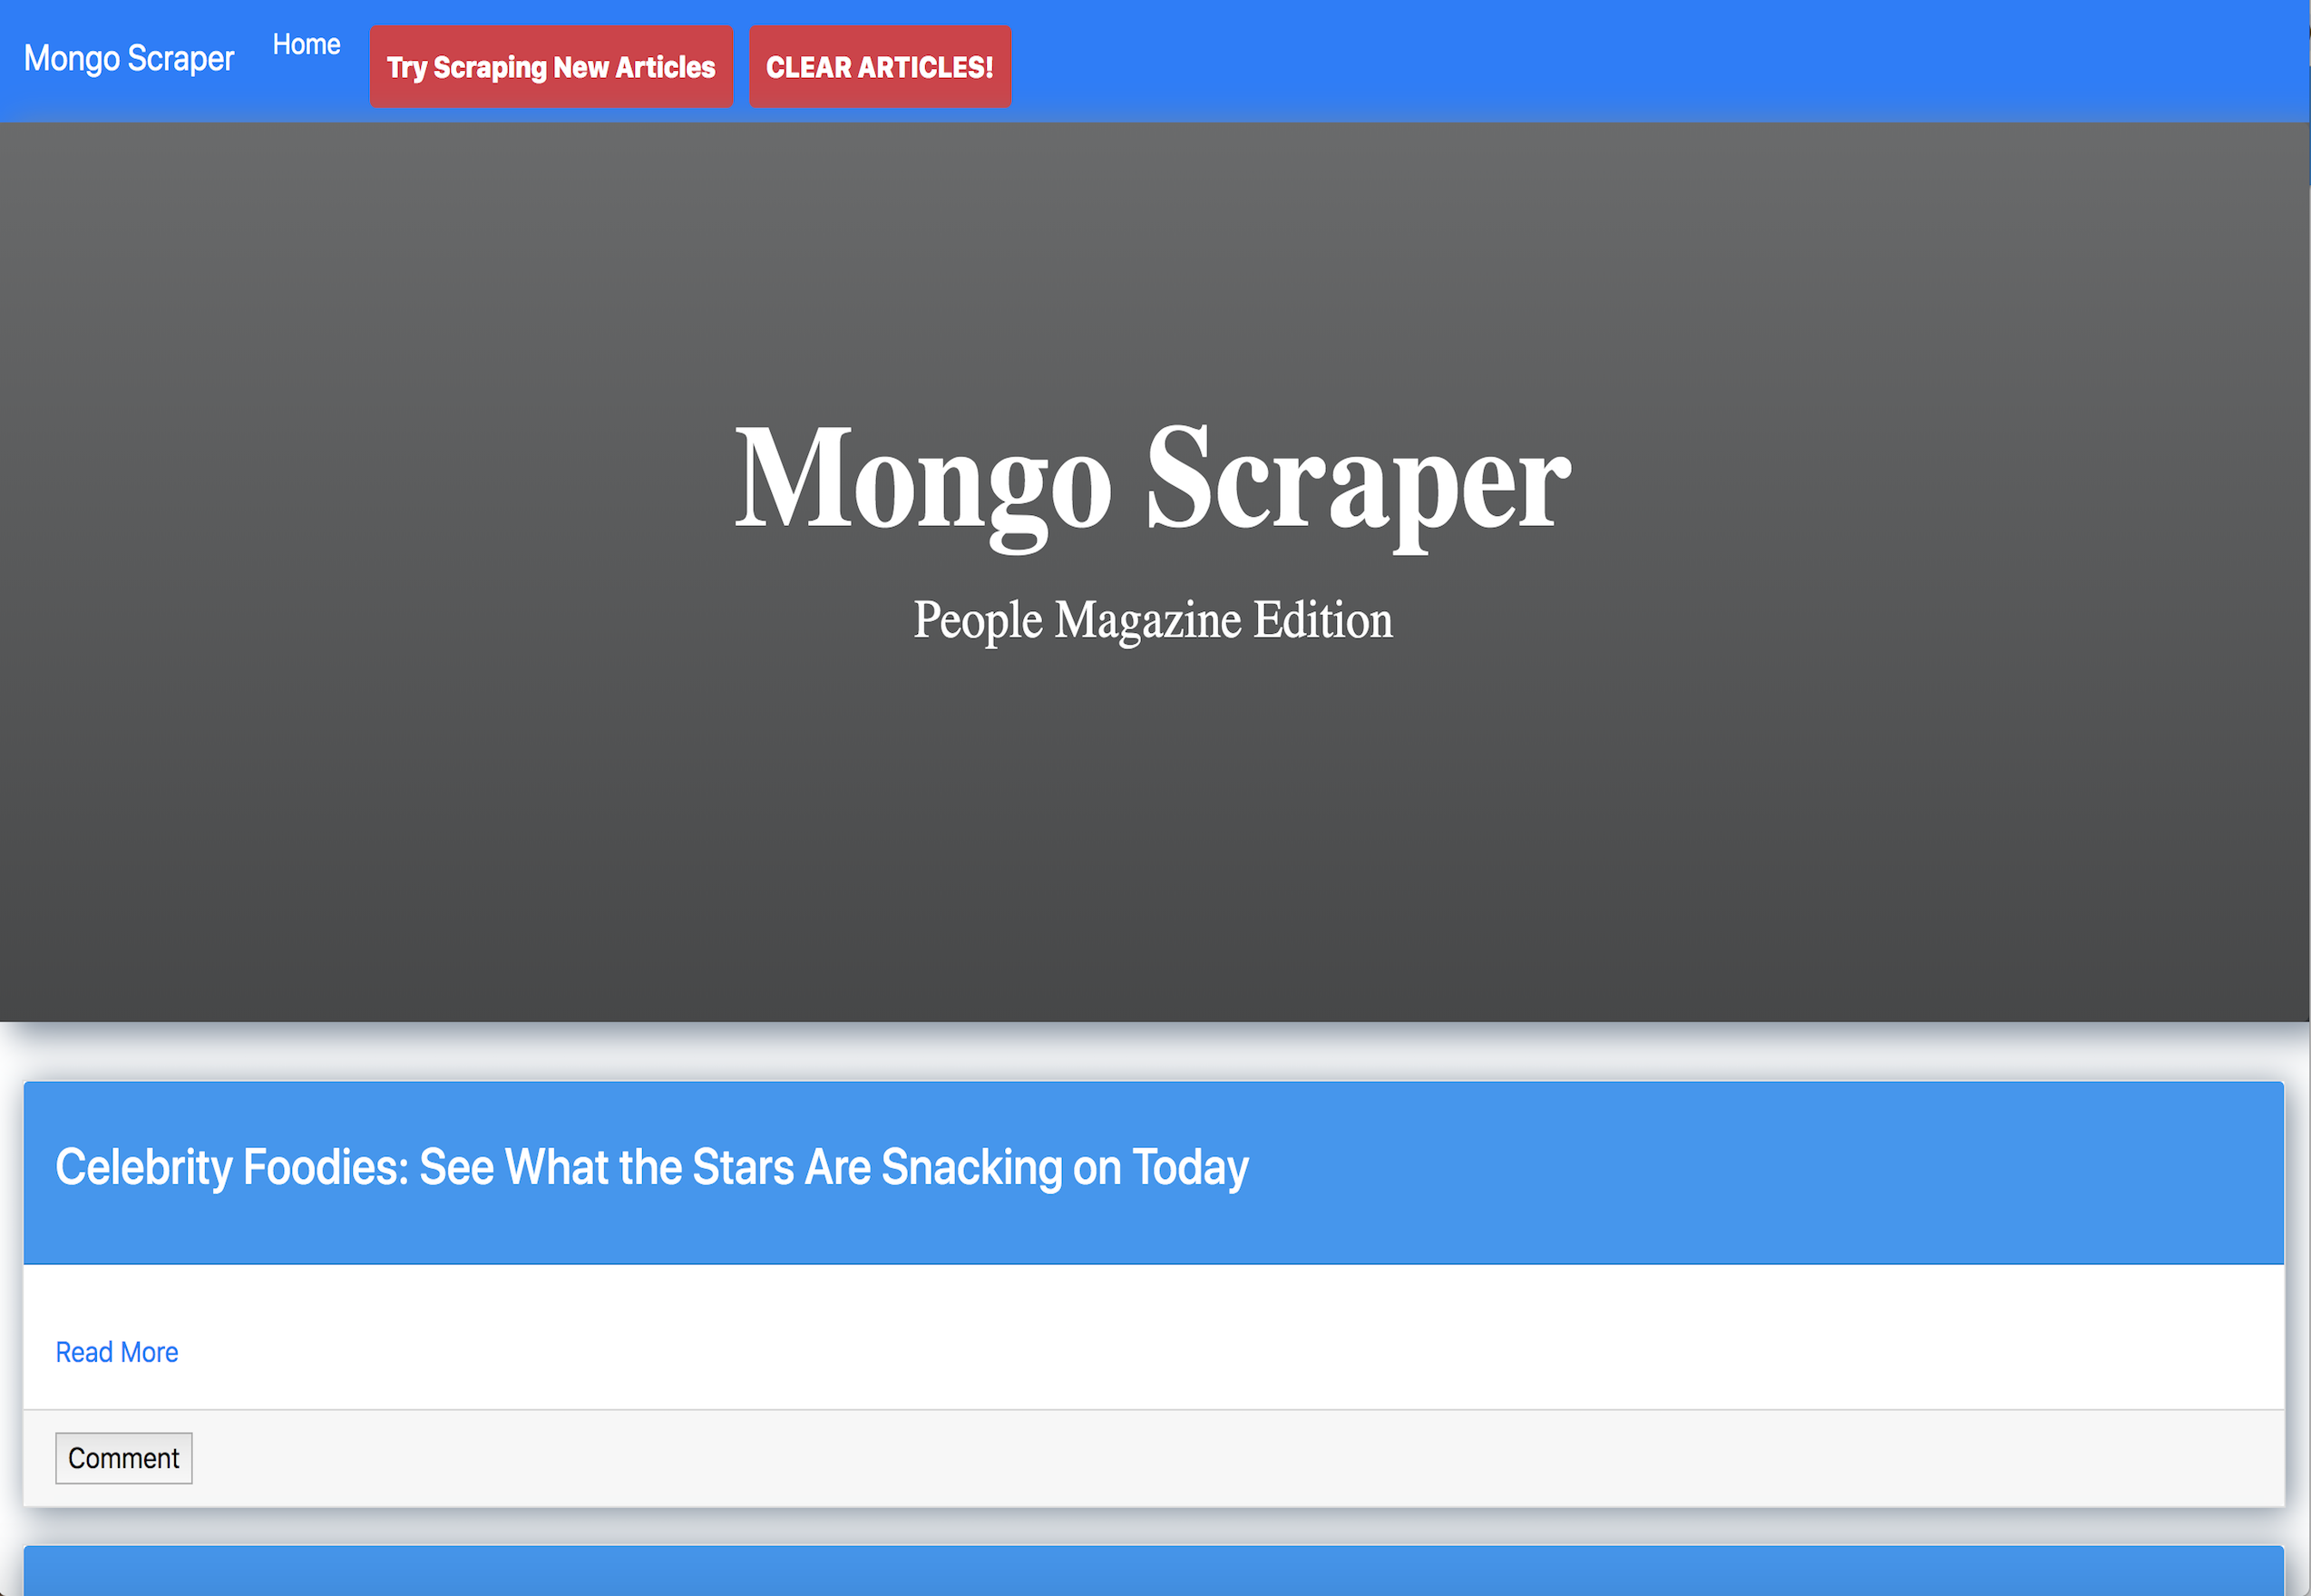 Mongo Scraper Home Try Scraping New Articles CLEAR ARTICLES!
Mongo Scraper
People Magazine Edition
Celebrity Foodies: See What the Stars Are Snacking on Today
Read More
Comment